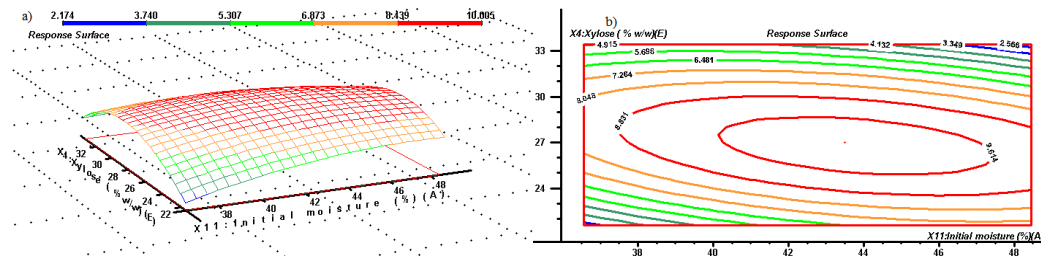 a)
2.174 3.740 5.307 6.873 10.005
Response Surface
X4:Xylose ( % w/w)(E)
32 30 28 26 24 22
X11:Initial moisture (%) (A)
38 40 42 44 46 48
b)
X4:Xylose ( % w/w)(E) Response Surface
33
30
27
24
4.915 4.132 3.349 2.566
5.698
6.481
7.264
8.048
8.831
9.614
X11:Initial moisture (%)(A
38 40 42 44 46 48